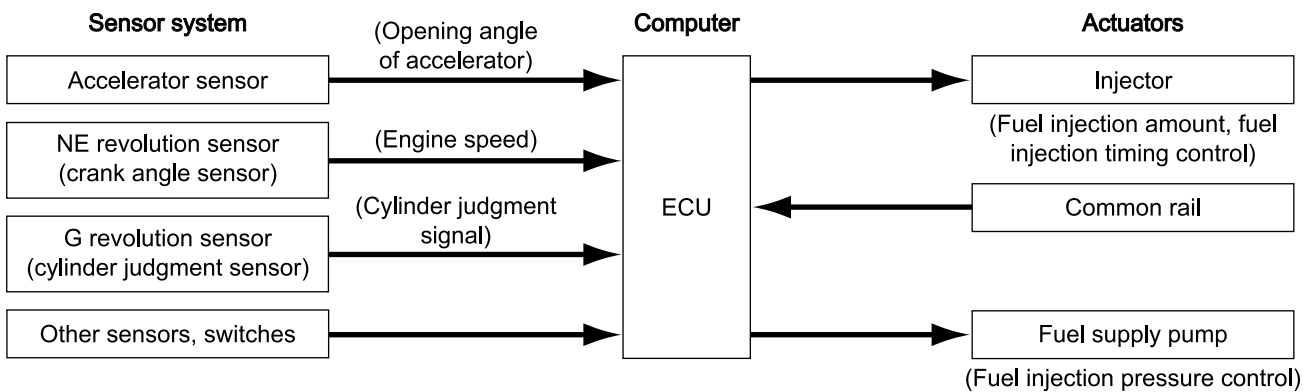 Sensor system
Accelerator sensor
NE revolution sensor
(crank angle sensor)
G revolution sensor
(cylinder judgment sensor)
Other sensors, switches
(Opening angle
of accelerator)
(Engine speed)
(Cylinder judgment
signal)
Computer
ECU
Actuators
Injector
(Fuel injection amount, fuel
injection timing control)
Common rail
Fuel supply pump
(Fuel injection pressure control)